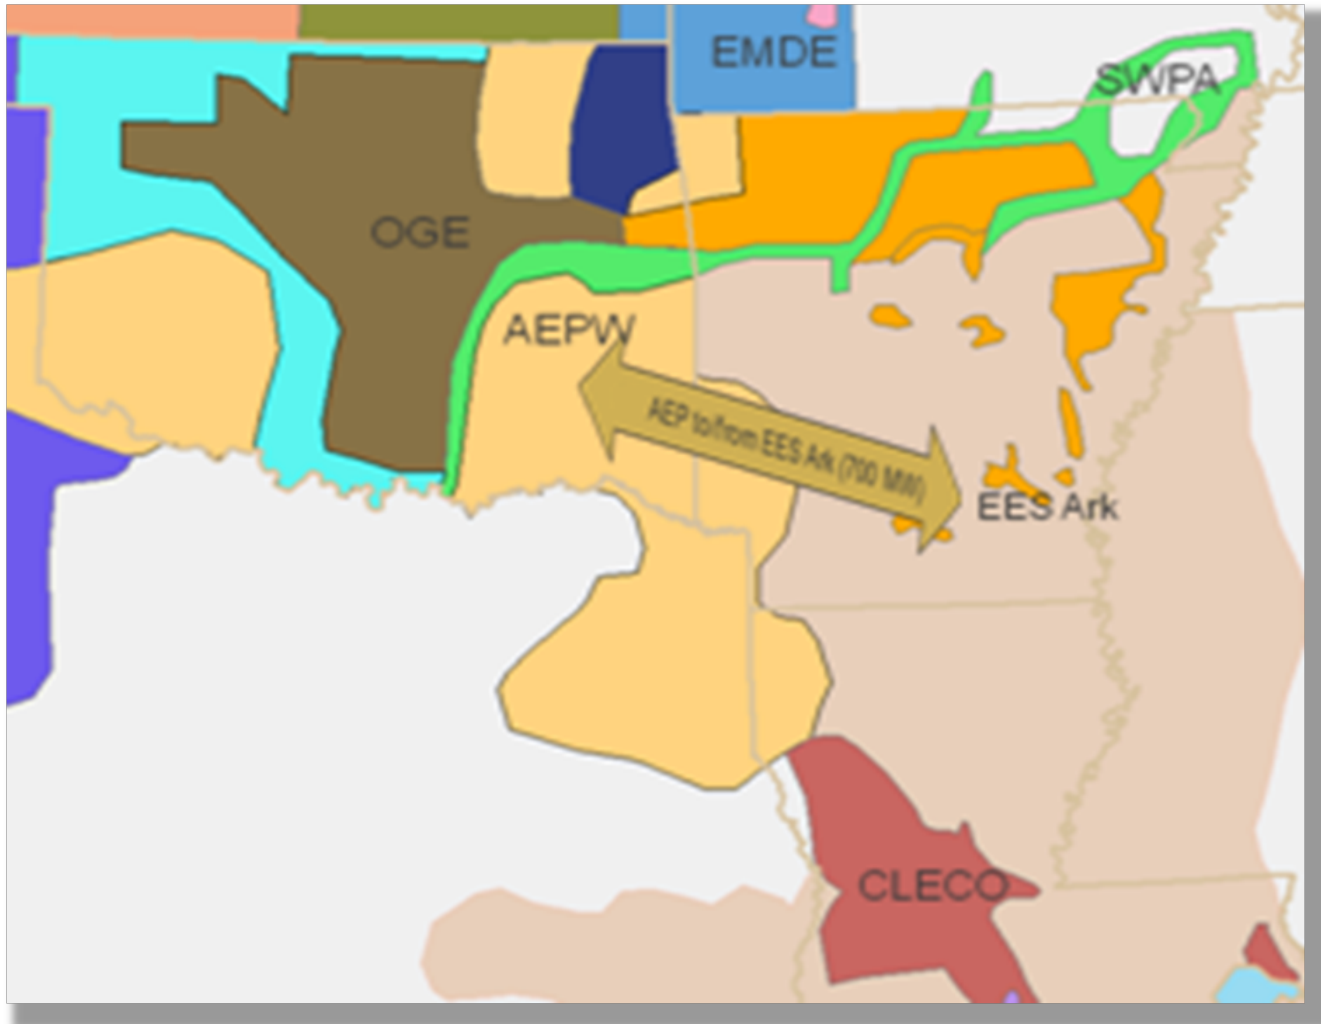 EMDE
SWPA
OGE
AEPW
AEP to/from EES Ark (700 MW)
EES Ark
CLECO